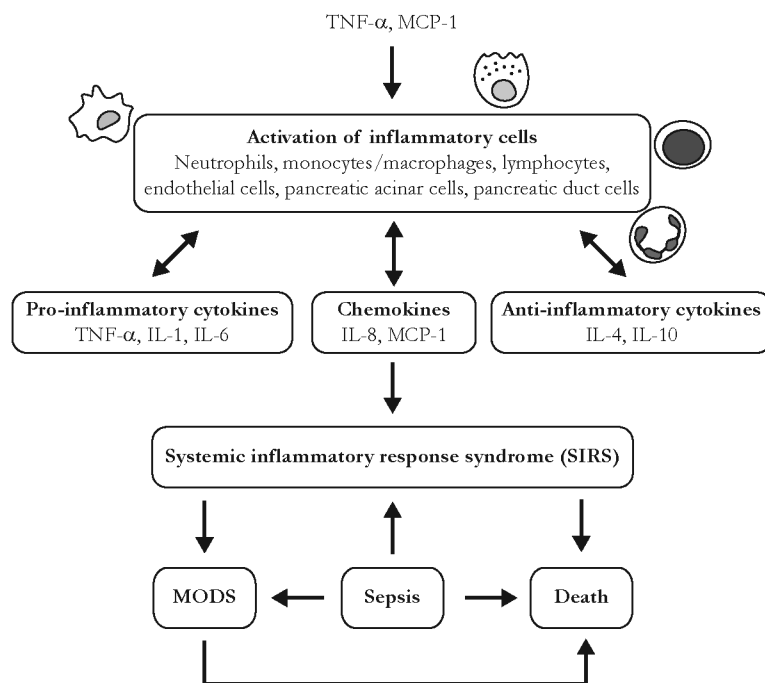 TNF-α, MCP-1
Activation of inflammatory cells
Neutrophils, monocytes/macrophages, lymphocytes,
endothelial cells, pancreatic acinar cells, pancreatic duct cells
Pro-inflammatory cytokines
TNF-α, IL-1, IL-6
Chemokines
IL-8, MCP-1
Anti-inflammatory cytokines
IL-4, IL-10
Systemic inflammatory response syndrome (SIRS)
MODS
Sepsis
Death